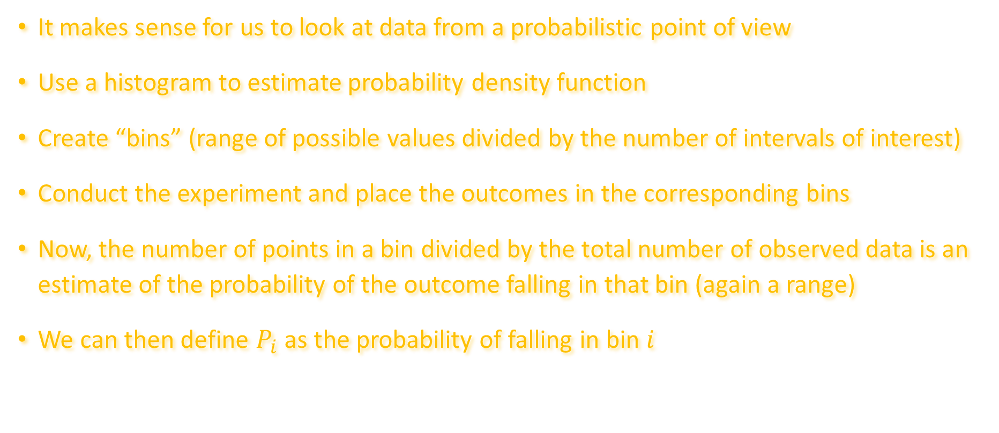 • It makes sense for us to look at data from a probabilistic point of view
• Use a histogram to estimate probability density function
• Create “bins” (range of possible values divided by the number of intervals of interest)
• Conduct the experiment and place the outcomes in the corresponding bins
• Now, the number of points in a bin divided by the total number of observed data is an
estimate of the probability of the outcome falling in that bin (again a range)
• We can then define 𝑃ᵢ as the probability of falling in bin 𝑖